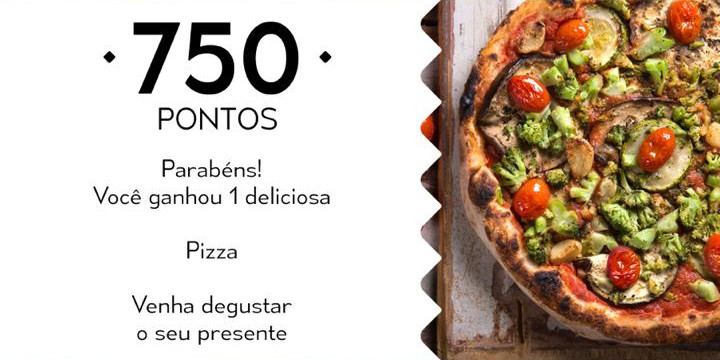 750
PONTOS
Parabéns!
Você ganhou 1 deliciosa
Pizza
Venha degustar
o seu presente